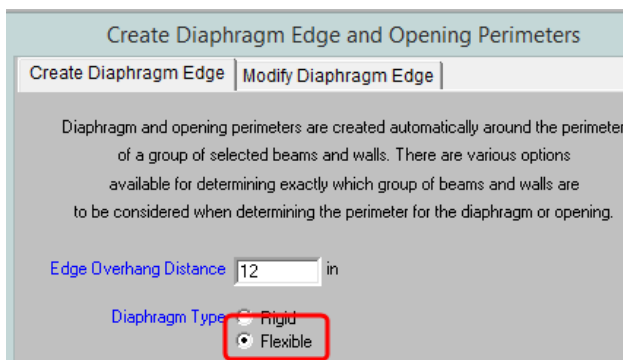 Create Diaphragm Edge and Opening Perimeters
Create Diaphragm Edge Modify Diaphragm Edge
Diaphragm and opening perimeters are created automatically around the perimeter
of a group of selected beams and walls. There are various options
available for determining exactly which group of beams and walls are
to be considered when determining the perimeter for the diaphragm or opening.
Edge Overhang Distance 12 in
Diaphragm Type Rigid
Flexible